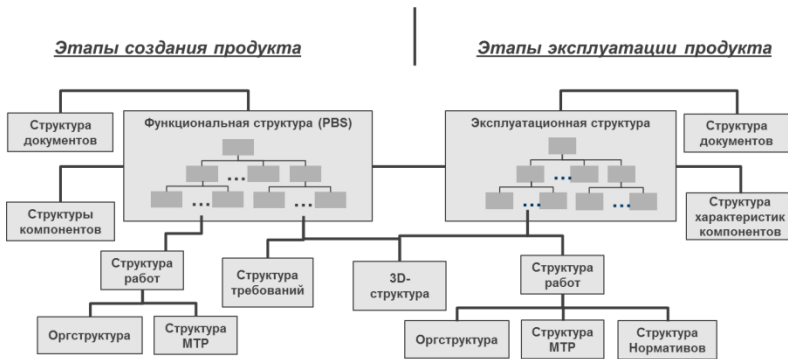 Этапы создания продукта
Этапы эксплуатации продукта
Структура
документов
Функциональная структура (PBS)
Эксплуатационная структура
Структура
документов
...
...
...
...
...
...
Структуры
компонентов
Структура
характеристик
компонентов
Структура
работ
Структура
требований
3D-
структура
Структура
работ
Оргструктура
Структура
МТР
Оргструктура
Структура
МТР
Структура
Нормативов